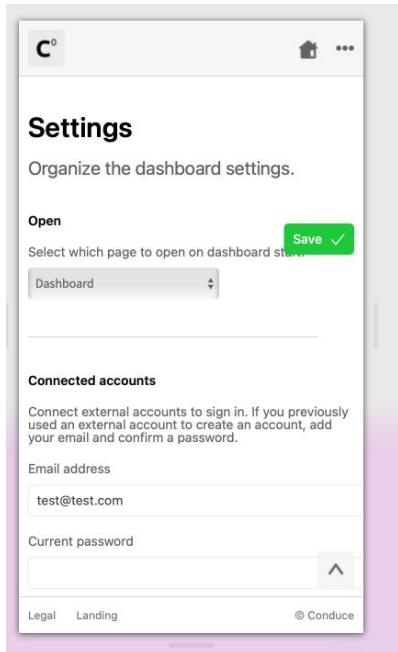 C°
Settings
Organize the dashboard settings.
Open
Save
Select which page to open on dashboard
Dashboard
Connected accounts
Connect external accounts to sign in. If you previously
used an external account to create an account, add
your email and confirm a password.
Email address
test@test.com
Current password
Legal Landing © Conduce